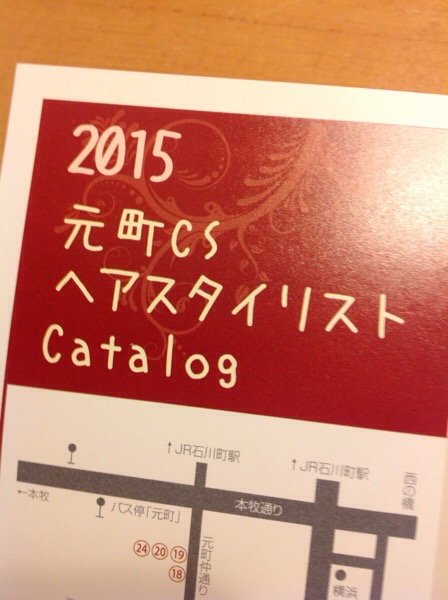 2015
元町CS
ヘアスタイリスト
Catalog
↑JR石川町駅
↑JR石川町駅
西の橋
←本牧
本牧通り
バス停「元町」
元町仲通り
24 20 19
18
横浜